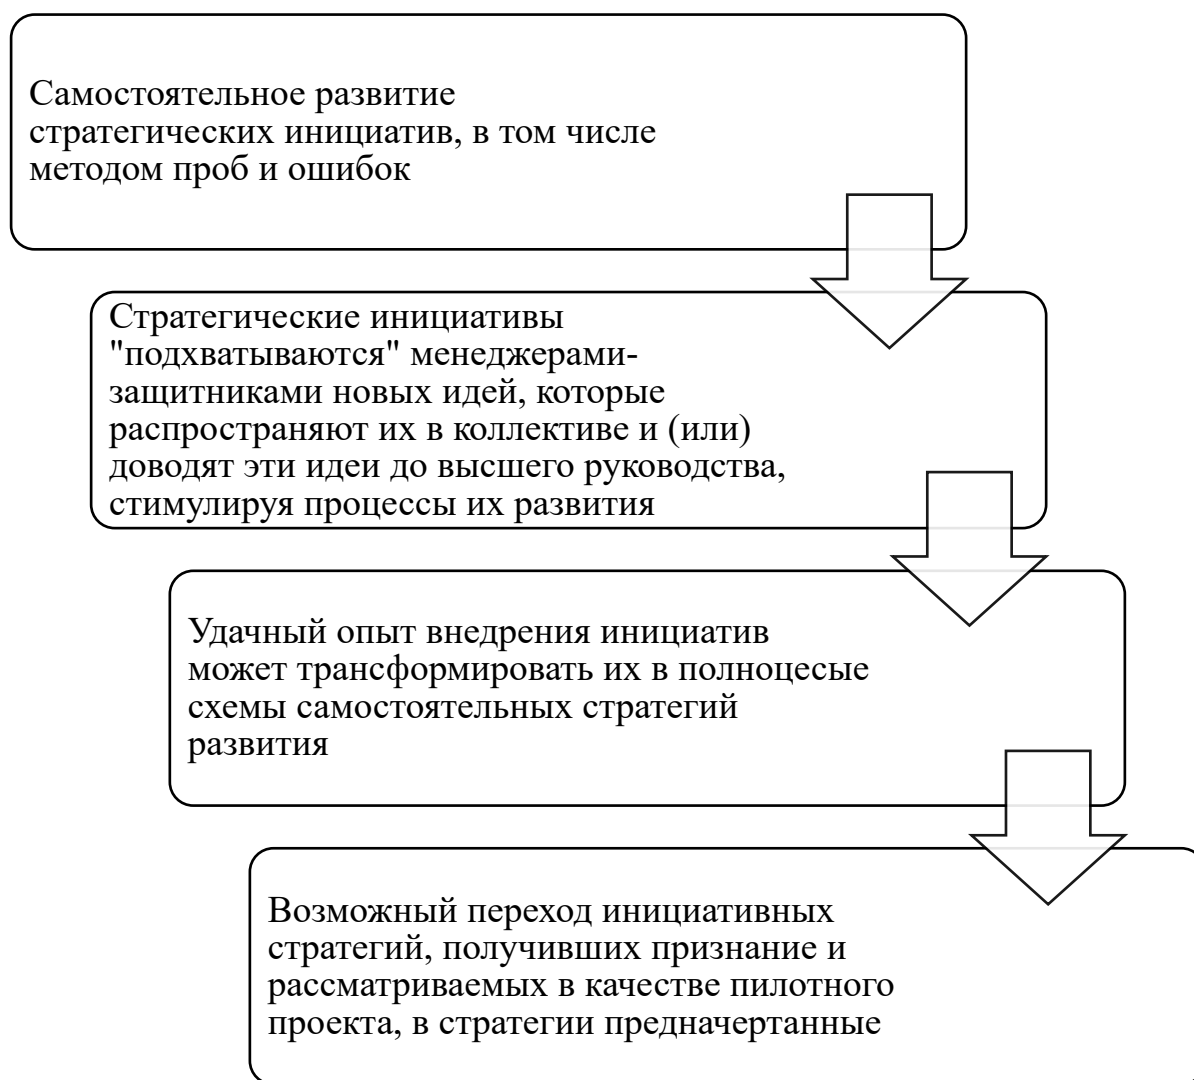 Самостоятельное развитие
стратегических инициатив, в том числе
методом проб и ошибок
Стратегические инициативы
"подхватываются" менеджерами-
защитниками новых идей, которые
распространяют их в коллективе и (или)
доводят эти идеи до высшего руководства,
стимулируя процессы их развития
Удачный опыт внедрения инициатив
может трансформировать их в полноцесые
схемы самостоятельных стратегий
развития
Возможный переход инициативных
стратегий, получивших признание и
рассматриваемых в качестве пилотного
проекта, в стратегии предначертанные